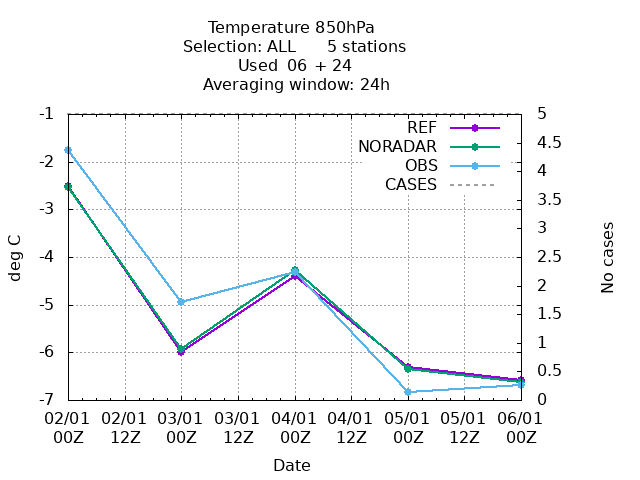 Temperature 850hPa
Selection: ALL 5 stations
Used 06 + 24
Averaging window: 24h
REF
NORADAR
OBS
CASES
-1
-2
-3
-4
-5
-6
-7
deg C
5
4.5
4
3.5
3
2.5
2
1.5
1
0.5
0
No cases
02/01 02/01 03/01 03/01 04/01 04/01 05/01 05/01 06/01
00Z 12Z 00Z 12Z 00Z 12Z 00Z 12Z 00Z
Date